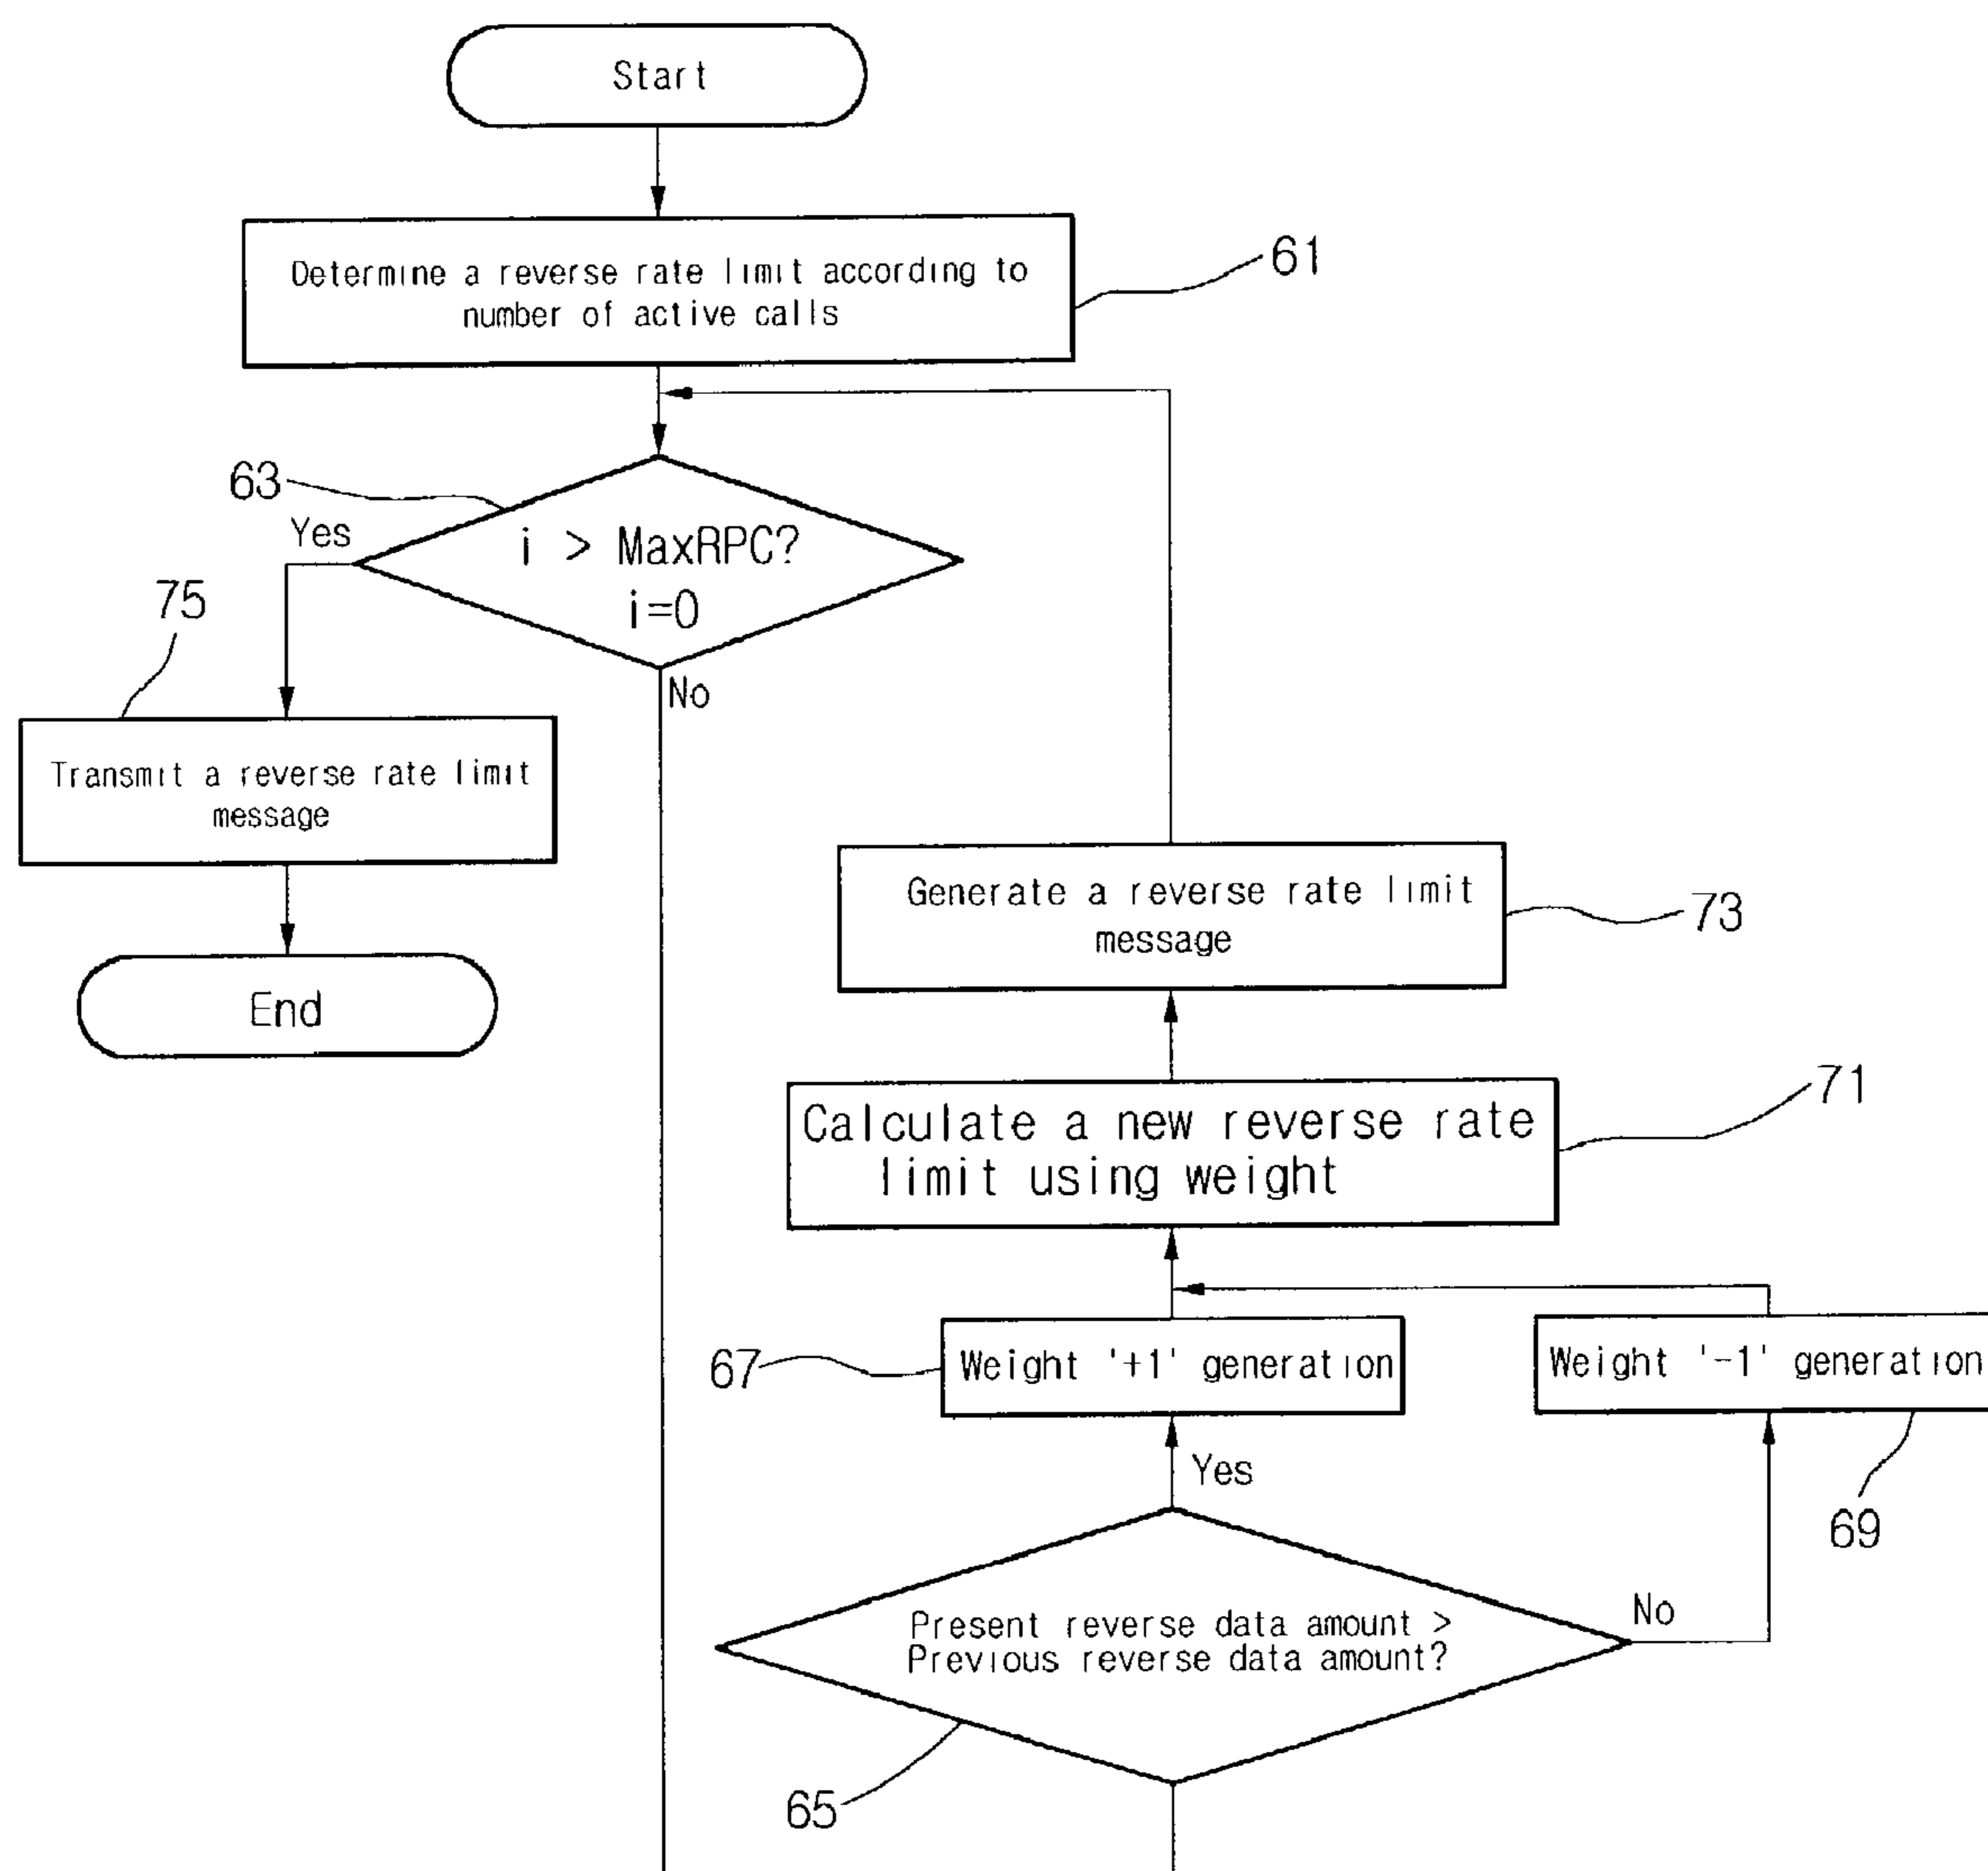 Start
Determine a reverse rate limit according to
number of active calls
61
63
Yes
i > MaxRPC?
i=0
No
75
Transmit a reverse rate limit
message
End
Generate a reverse rate limit
message
73
Calculate a new reverse rate
limit using weight
71
67
Weight '+1' generation
Weight '-1' generation
69
Yes
Present reverse data amount >
Previous reverse data amount?
No
65